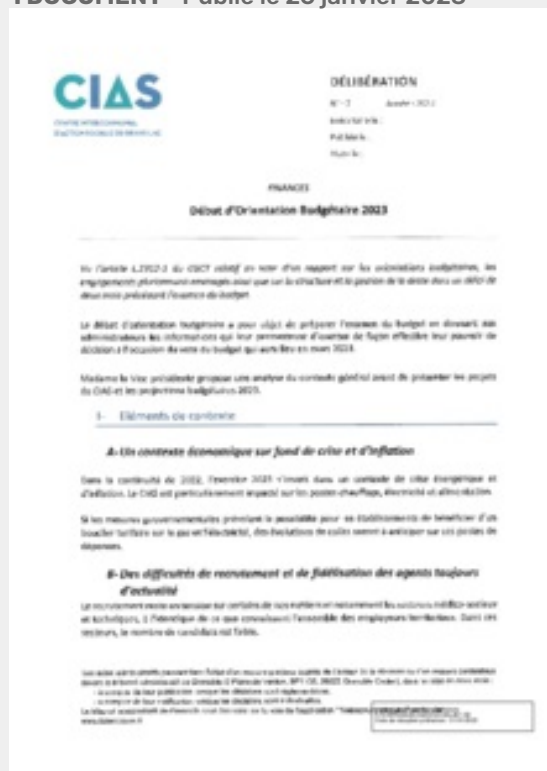 1 DOCUMENT - Publié le 23 janvier 2023
CIAS
CENTRE INTERCOMMUNAL
D'ACTION SOCIALE
DÉLIBÉRATION
FINANCES
Débat d'Orientation Budgétaire 2023
Vu l'article L.2312-1 du CGCT relatif au vote d'un rapport sur les orientations budgétaires, les
engagements pluriannuels envisagés ainsi que sur la structure et la gestion de la dette dans un délai de
deux mois précédant l'examen du budget
Le débat d'orientation budgétaire a pour objet de préparer l'examen du Budget en donnant aux
administrateurs les informations qui leur permettront d'exercer de façon effective leur pouvoir de
décision à l'occasion du vote du budget qui aura lieu en mars 2023.
Madame la Vice présidente propose une analyse du contexte général avant de présenter les projets
du CIAS et les projections budgétaires 2023.
I- Eléments de contexte
A- Un contexte économique sur fond de crise et d'inflation
Dans la continuité de 2022, l'exercice 2023 s'inscrit dans un contexte de crise énergétique et
d'inflation. Le CIAS est particulièrement impacté sur les postes chauffage, électricité et alimentation.
Si les mesures gouvernementales prévoient la possibilité pour nos établissements de bénéficier d'un
bouclier tarifaire sur le gaz et l'électricité, des évolutions de coûts seront à anticiper sur ces postes de
dépenses.
B- Des difficultés de recrutement et de fidélisation des agents toujours
d'actualité
Le recrutement reste en tension sur certains de nos métiers et notamment les secteurs médico-sociaux
et techniques, à l'identique de ce que connaissent l'ensemble des employeurs territoriaux. Dans ces
secteurs, le nombre de candidats est faible.